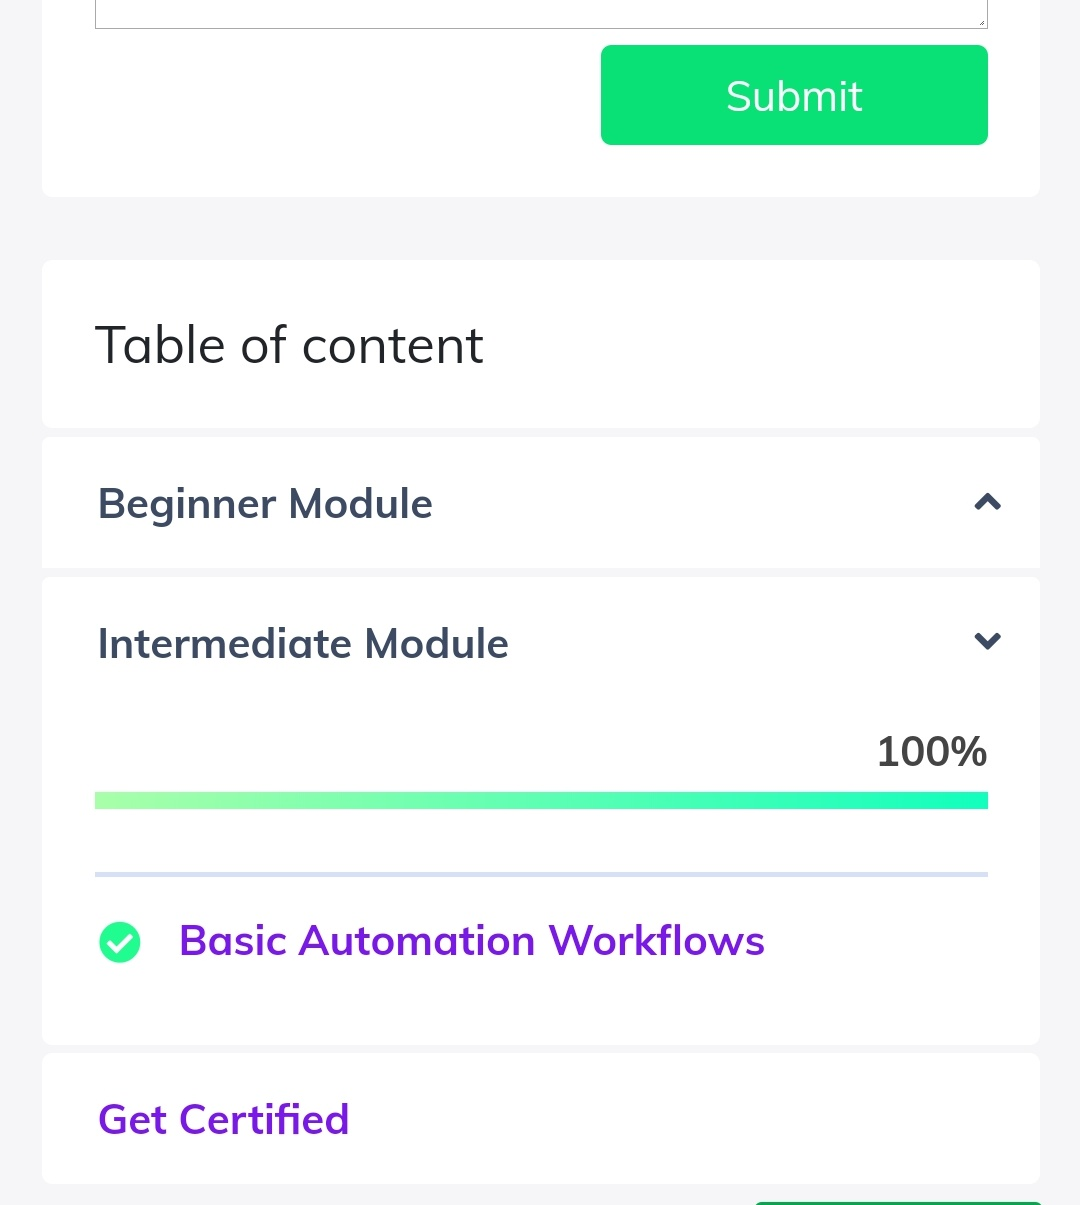 Submit
Table of content
Beginner Module
Intermediate Module
100%
Basic Automation Workflows
Get Certified